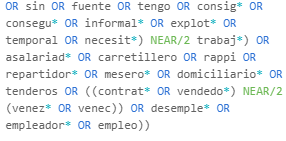 OR sin OR fuente OR tengo OR consig* OR
consegu* OR informal* OR explot* OR
temporal OR necesit*) NEAR/2 trabaj*) OR
asalariad* OR carretillero OR rappi OR
repartidor* OR mesero* OR domiciliario* OR
tenderos OR ((contrat* OR vendedo*) NEAR/2
(venez* OR venec)) OR desemple* OR
empleador* OR empleo))